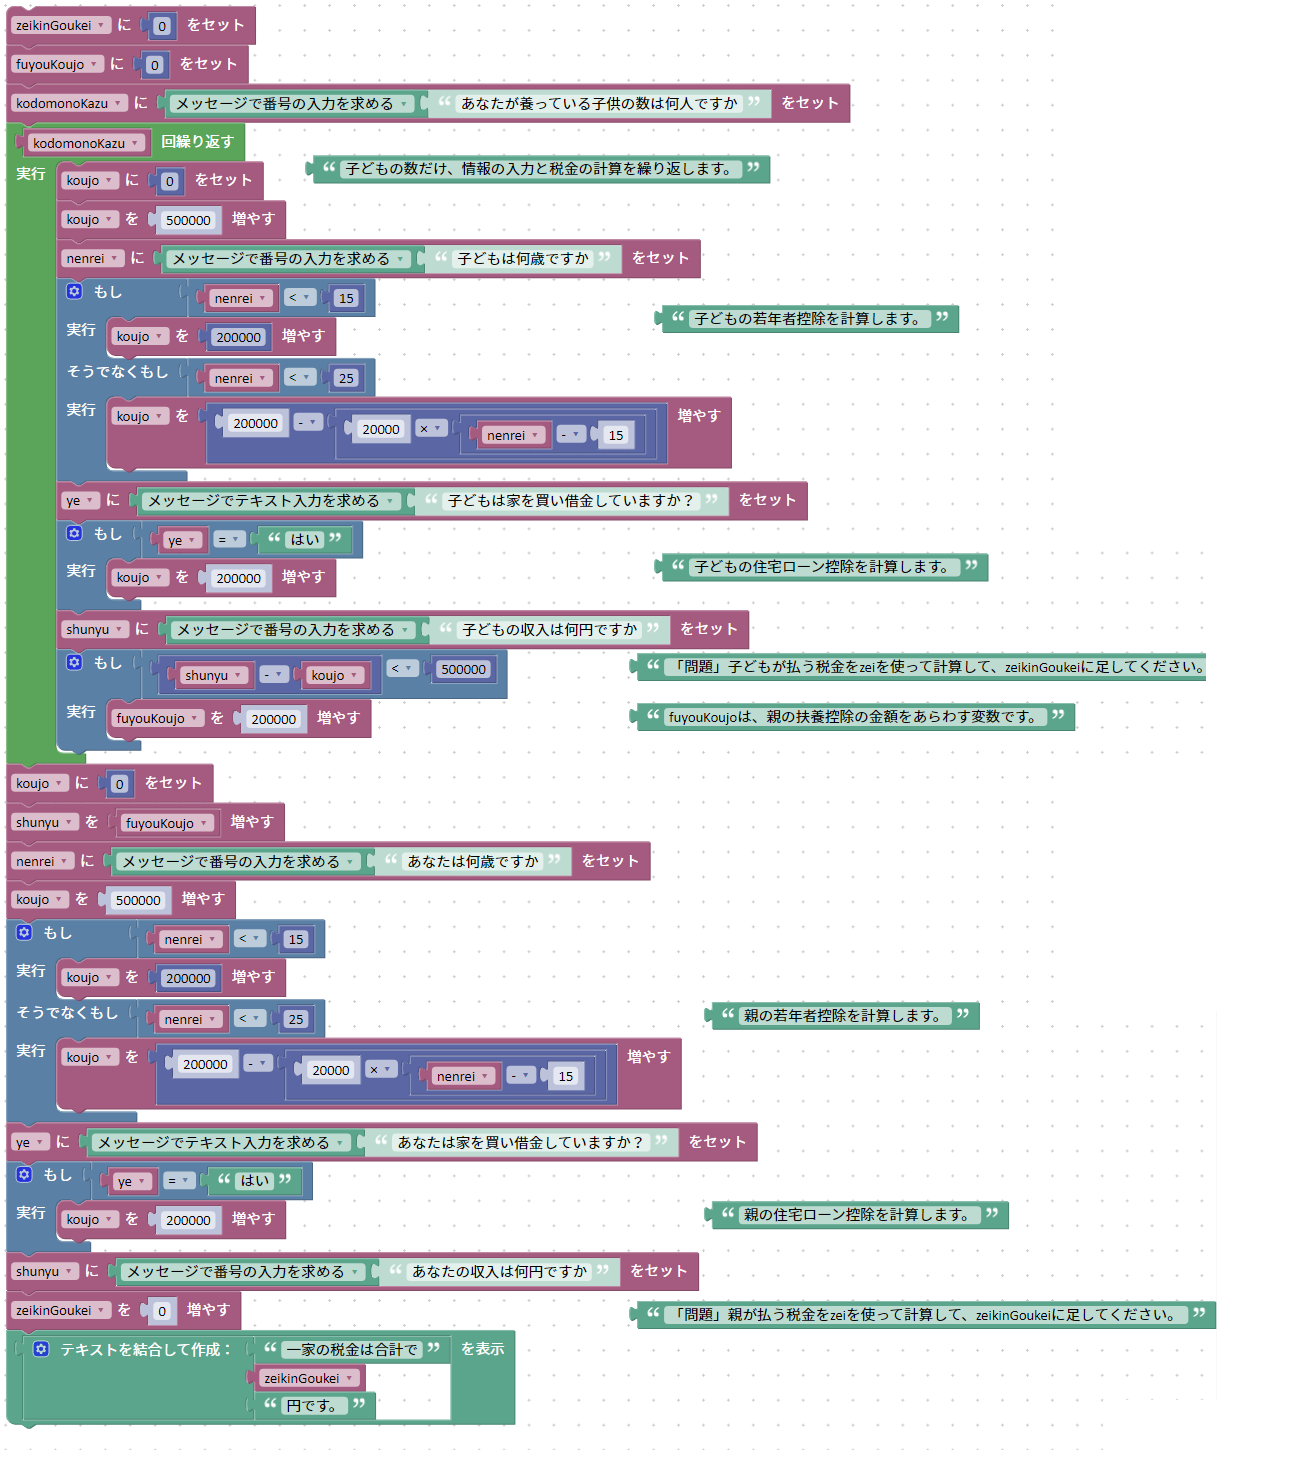 zeikinGoukei に 0 をセット
fuyouKoujo に 0 をセット
kodomonoKazu に メッセージで番号の入力を求める “ あなたが養っている子供の数は何人ですか ” をセット
kodomonoKazu 回繰り返す
“ 子どもの数だけ、情報の入力と税金の計算を繰り返します。 ”
実行 koujo に 0 をセット
koujo を 500000 増やす
nenrei に メッセージで番号の入力を求める “ 子どもは何歳ですか ” をセット
もし nenrei < 15
“ 子どもの若年者控除を計算します。 ”
実行 koujo を 200000 増やす
そうでなくもし nenrei < 25
実行 koujo を 200000 - 20000 × nenrei - 15 増やす
ye に メッセージでテキスト入力を求める “ 子どもは家を買い借金していますか？ ” をセット
もし ye = “ はい ”
“ 子どもの住宅ローン控除を計算します。 ”
実行 koujo を 200000 増やす
shunyu に メッセージで番号の入力を求める “ 子どもの収入は何円ですか ” をセット
もし shunyu - koujo < 500000
“ 「問題」子どもが払う税金をzeiを使って計算して、zeikinGoukeiに足してください。
実行 fuyouKoujo を 200000 増やす
“ fuyouKoujoは、親の扶養控除の金額をあらわす変数です。 ”
koujo に 0 をセット
shunyu を fuyouKoujo 増やす
nenrei に メッセージで番号の入力を求める “ あなたは何歳ですか ” をセット
koujo を 500000 増やす
もし nenrei < 15
実行 koujo を 200000 増やす
そうでなくもし nenrei < 25
“ 親の若年者控除を計算します。 ”
実行 koujo を 200000 - 20000 × nenrei - 15 増やす
ye に メッセージでテキスト入力を求める “ あなたは家を買い借金していますか？ ” をセット
もし ye = “ はい ”
実行 koujo を 200000 増やす
“ 親の住宅ローン控除を計算します。 ”
shunyu に メッセージで番号の入力を求める “ あなたの収入は何円ですか ” をセット
zeikinGoukei を 0 増やす
“ 「問題」親が払う税金をzeiを使って計算して、zeikinGoukeiに足してください。 ”
テキストを結合して作成： “ 一家の税金は合計で ” を表示
zeikinGoukei
“ 円です。 ”